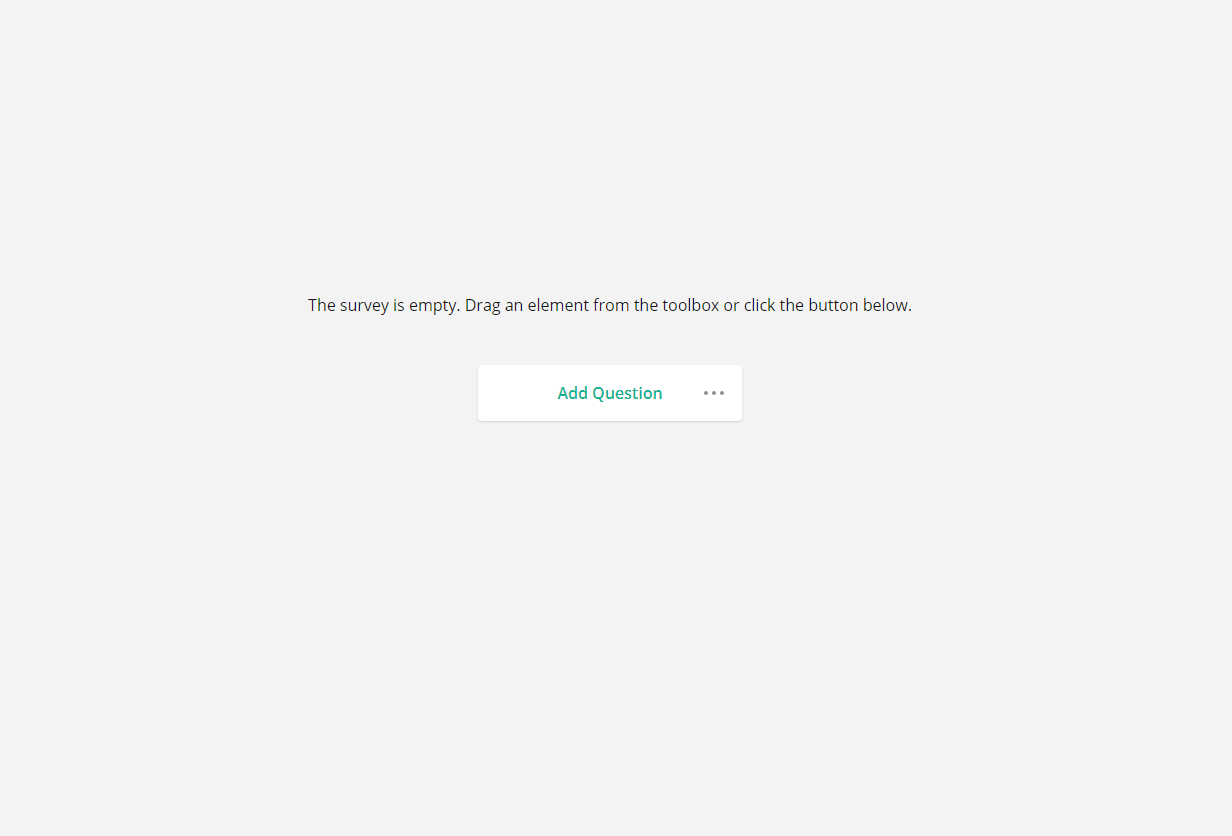 The survey is empty. Drag an element from the toolbox or click the button below.
Add Question